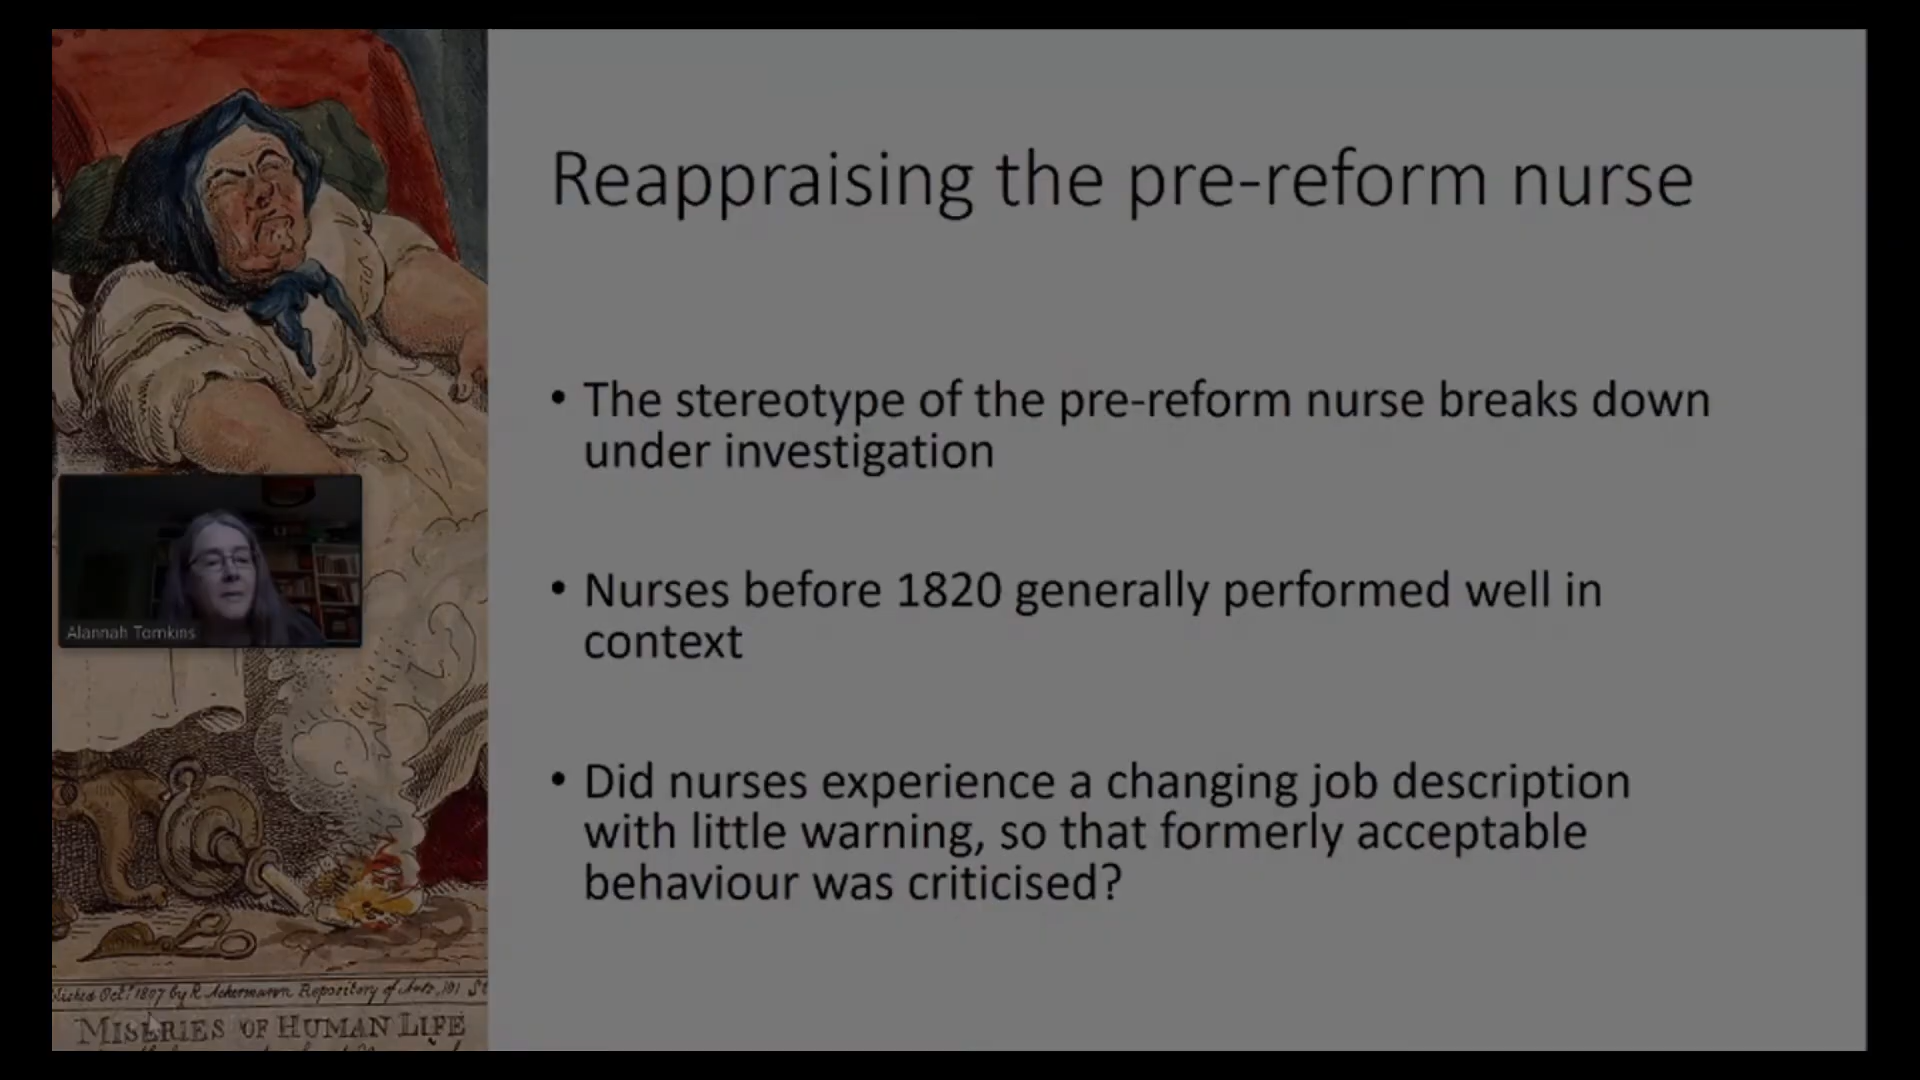 Reappraising the pre-reform nurse
• The stereotype of the pre-reform nurse breaks down
under investigation
• Nurses before 1820 generally performed well in
context
• Did nurses experience a changing job description
with little warning, so that formerly acceptable
behaviour was criticised?
Alannah Tomkins
by R. Ackermann Repository of Arts, 101 St
MISERIES OF HUMAN LIFE